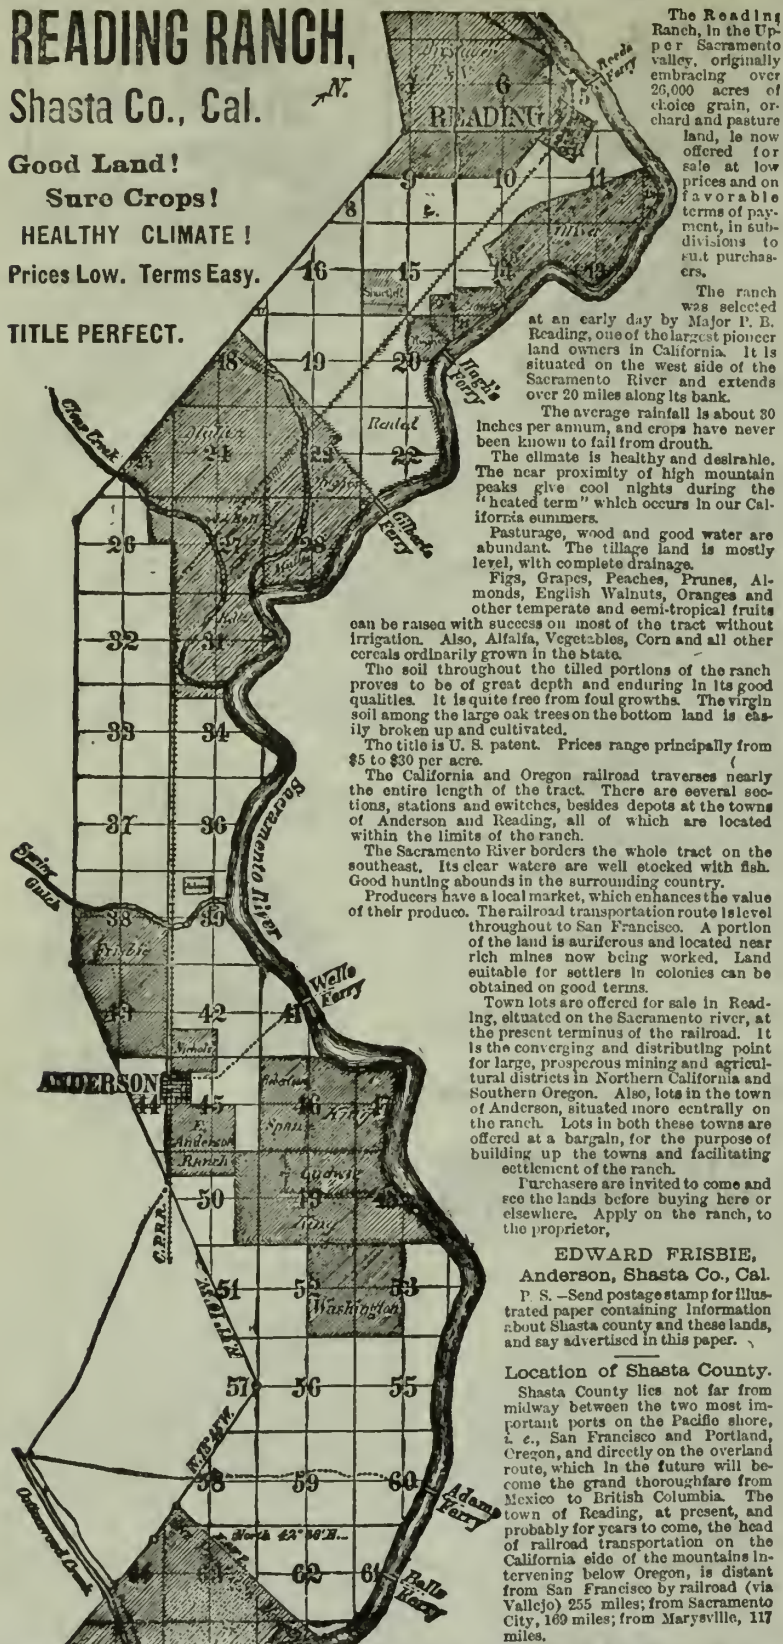 READING RANCH,
Shasta Co., Cal.
N.
Good Land!
Sure Crops!
HEALTHY CLIMATE!
Prices Low. Terms Easy.
TITLE PERFECT.
The Reading
Ranch, in the Up-
per Sacramento
valley, originally
embracing over
26,000 acres of
choice grain, or-
chard and pasture
land, is now
offered for
sale at low
prices and on
favorable
terms of pay-
ment, in sub-
divisions to
suit purchas-
ers.
The ranch
was selected
at an early day by Major P. B.
Reading, one of the largest pioneer
land owners in California. It is
situated on the west side of the
Sacramento River and extends
over 20 miles along its bank.
The average rainfall is about 30
inches per annum, and crops have never
been known to fail from drouth.
The climate is healthy and desirable.
The near proximity of high mountain
peaks give cool nights during the
"heated term" which occurs in our Cal-
ifornia summers.
Pasturage, wood and good water are
abundant. The tillage land is mostly
level, with complete drainage.
Figs, Grapes, Peaches, Prunes, Al-
monds, English Walnuts, Oranges and
other temperate and semi-tropical fruits
can be raised with success on most of the tract without
irrigation. Also, Alfalfa, Vegetables, Corn and all other
cereals ordinarily grown in the State.
The soil throughout the tilled portions of the ranch
proves to be of great depth and enduring in its good
qualities. It is quite free from foul growths. The virgin
soil among the large oak trees on the bottom land is eas-
ily broken up and cultivated.
The title is U. S. patent. Prices range principally from
$5 to $30 per acre.
The California and Oregon railroad traverses nearly
the entire length of the tract. There are several sec-
tions, stations and switches, besides depots at the towns
of Anderson and Reading, all of which are located
within the limits of the ranch.
The Sacramento River borders the whole tract on the
southeast. Its clear waters are well stocked with fish.
Good hunting abounds in the surrounding country.
Producers have a local market, which enhances the value
of their produce. The railroad transportation route is level
throughout to San Francisco. A portion
of the land is auriferous and located near
rich mines now being worked. Land
suitable for settlers in colonies can be
obtained on good terms.
Town lots are offered for sale in Read-
ing, situated on the Sacramento river, at
the present terminus of the railroad. It
is the converging and distributing point
for large, prosperous mining and agricul-
tural districts in Northern California and
Southern Oregon. Also, lots in the town
of Anderson, situated more centrally on
the ranch. Lots in both these towns are
offered at a bargain, for the purpose of
building up the towns and facilitating
settlement of the ranch.
Purchasers are invited to come and
see the lands before buying here or
elsewhere. Apply on the ranch, to
the proprietor,
EDWARD FRISBIE,
Anderson, Shasta Co., Cal.
P. S.—Send postage stamp for illus-
trated paper containing information
about Shasta county and these lands,
and say advertised in this paper.
Location of Shasta County.
Shasta County lies not far from
midway between the two most im-
portant ports on the Pacific shore,
i. e., San Francisco and Portland,
Oregon, and directly on the overland
route, which in the future will be-
come the grand thoroughfare from
Mexico to British Columbia. The
town of Reading, at present, and
probably for years to come, the head
of railroad transportation on the
California side of the mountains in-
tervening below Oregon, is distant
from San Francisco by railroad (via
Vallejo) 255 miles; from Sacramento
City, 169 miles; from Marysville, 117
miles.
Reeds
Ferry
7 6 5
READING
9 10 11
8
16 15 14 13
18 19 20
Hugh's
Ferry
Clear Creek
Rental
24 23 22
Gilberts
Ferry
26 27 28
32 31
33 34
37 36
Sacramento River
Spring
Gulch
38 39
Frisbie
Wells
Ferry
43 42 41
Nichols
ANDERSON
44 45 46 47
Span King
E.
Anderson
Ranch
Ludwig
50 49 48
King
C.P.R.R.
51 52 53
Washington
57 56 55
58 59 60
Adams
Ferry
Cottonwood Creek
64 63 62 61
Balls
Ferry